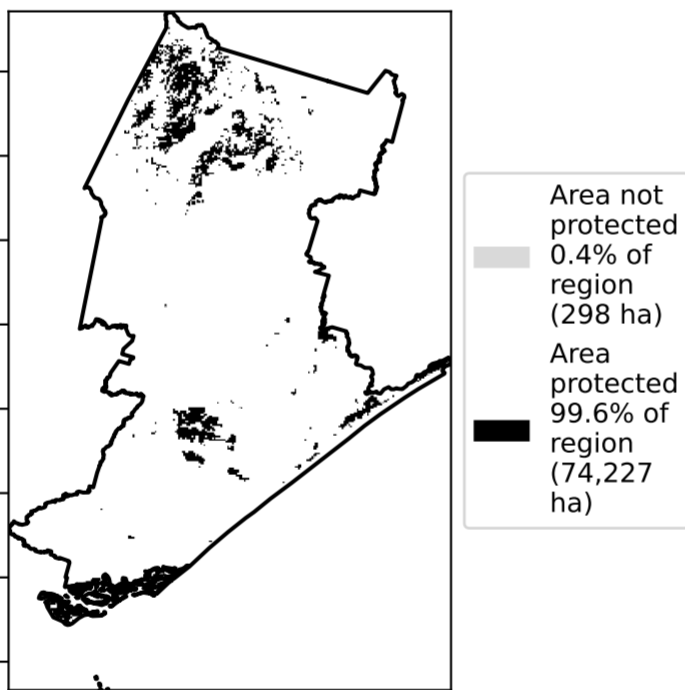 Area not
protected
0.4% of
region
(298 ha)
Area
protected
99.6% of
region
(74,227
ha)